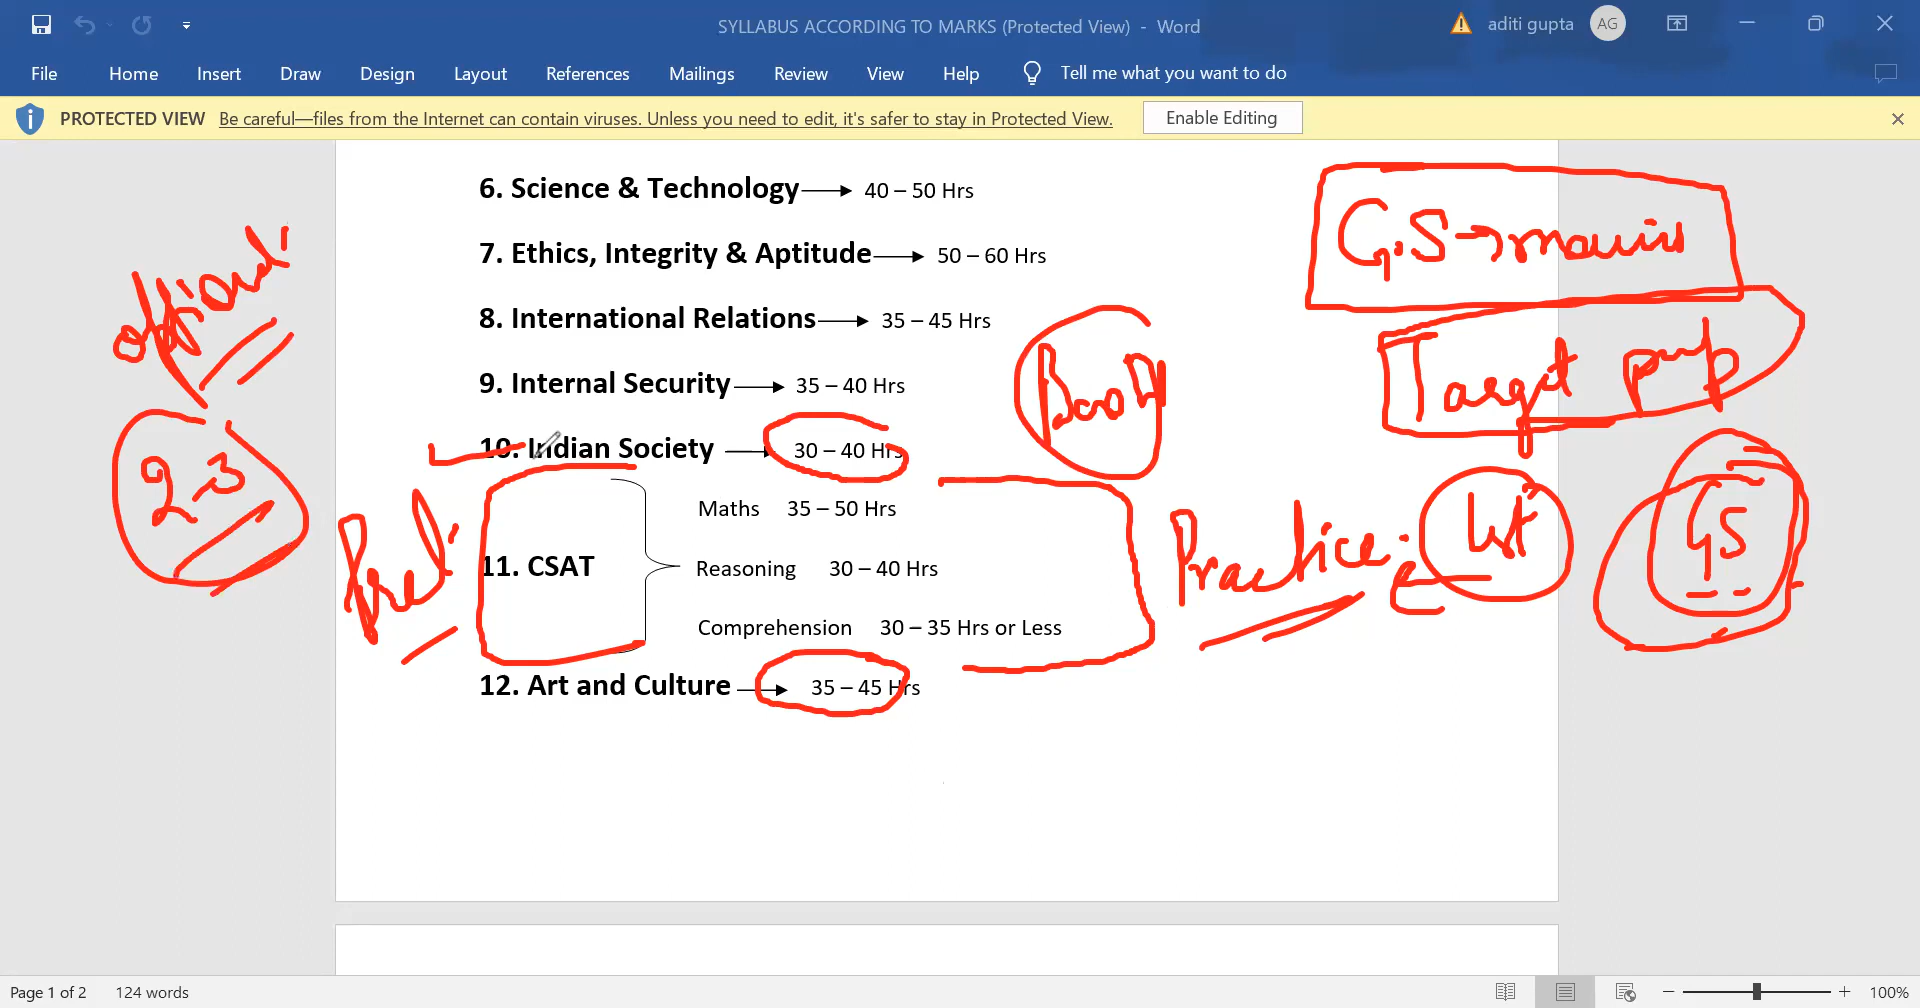 SYLLABUS ACCORDING TO MARKS (Protected View) - Word
aditi gupta AG
File Home Insert Draw Design Layout References Mailings Review View Help Tell me what you want to do
PROTECTED VIEW Be careful—files from the Internet can contain viruses. Unless you need to edit, it's safer to stay in Protected View. Enable Editing
6. Science & Technology 40 – 50 Hrs
G.S
7. Ethics, Integrity & Aptitude 50 – 60 Hrs
8. International Relations 35 – 45 Hrs
Target
9. Internal Security 35 – 40 Hrs
Book
10. Indian Society 30 – 40 Hrs
2.3
Maths 35 – 50 Hrs
Prel:
11. CSAT
Reasoning 30 – 40 Hrs
Practice:
GS
Comprehension 30 – 35 Hrs or Less
12. Art and Culture 35 – 45 Hrs
Page 1 of 2 124 words
100%